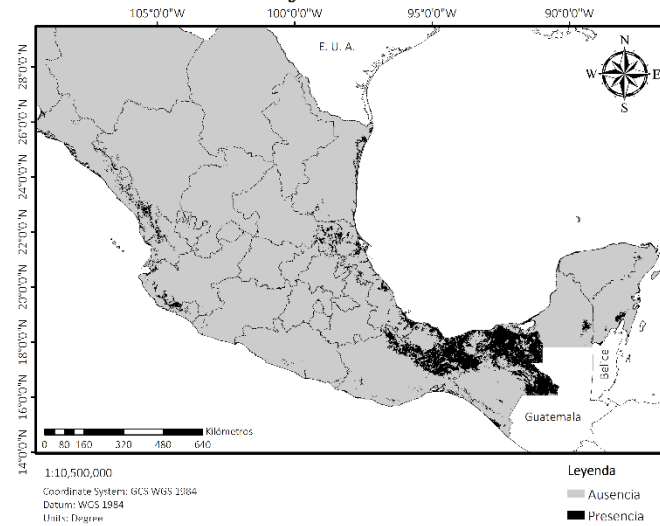 105°0'0"W 100°0'0"W 95°0'0"W 90°0'0"W
E. U. A.
N
W E
S
28°0'0"N
26°0'0"N
24°0'0"N
22°0'0"N
20°0'0"N
18°0'0"N
16°0'0"N
14°0'0"N
Belice
Guatemala
Kilómetros
0 80 160 320 480 640
1:10,500,000
Coordinate System: GCS WGS 1984
Datum: WGS 1984
Units: Degree
Leyenda
Ausencia
Presencia